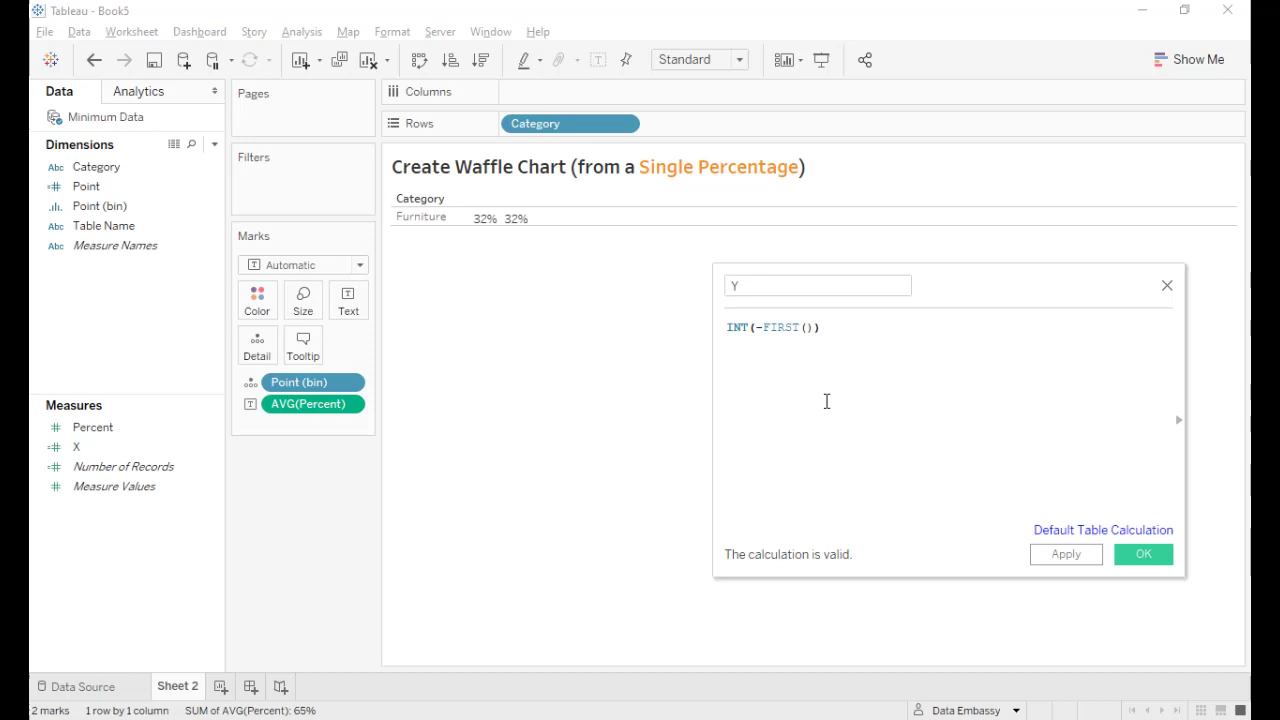 Tableau - Book5
File Data Worksheet Dashboard Story Analysis Map Format Server Window Help
Standard
Show Me
Data Analytics
Minimum Data
Dimensions
Abc Category
Point
Point (bin)
Abc Table Name
Abc Measure Names
Measures
Percent
X
Number of Records
Measure Values
Pages
Filters
Marks
Automatic
Color Size Text
Detail Tooltip
Point (bin)
AVG(Percent)
Columns
Rows Category
Create Waffle Chart (from a Single Percentage)
Category
Furniture 32% 32%
Y
INT(-FIRST())
Default Table Calculation
The calculation is valid. Apply OK
Data Source Sheet 2
2 marks 1 row by 1 column SUM of AVG(Percent): 65% Data Embassy